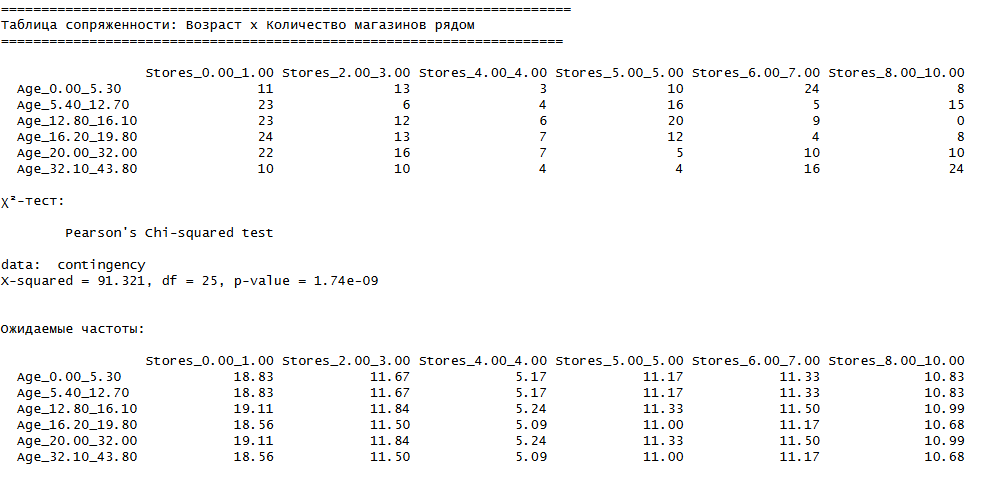 ========================================================================
Таблица сопряженности: Возраст x Количество магазинов рядом
=======================================================================
Stores_0.00_1.00 Stores_2.00_3.00 Stores_4.00_4.00 Stores_5.00_5.00 Stores_6.00_7.00 Stores_8.00_10.00
Age_0.00_5.30 11 13 3 10 24 8
Age_5.40_12.70 23 6 4 16 5 15
Age_12.80_16.10 23 12 6 20 9 0
Age_16.20_19.80 24 13 7 12 4 8
Age_20.00_32.00 22 16 7 5 10 10
Age_32.10_43.80 10 10 4 4 16 24
χ²-тест:
Pearson's Chi-squared test
data: contingency
X-squared = 91.321, df = 25, p-value = 1.74e-09
Ожидаемые частоты:
Stores_0.00_1.00 Stores_2.00_3.00 Stores_4.00_4.00 Stores_5.00_5.00 Stores_6.00_7.00 Stores_8.00_10.00
Age_0.00_5.30 18.83 11.67 5.17 11.17 11.33 10.83
Age_5.40_12.70 18.83 11.67 5.17 11.17 11.33 10.83
Age_12.80_16.10 19.11 11.84 5.24 11.33 11.50 10.99
Age_16.20_19.80 18.56 11.50 5.09 11.00 11.17 10.68
Age_20.00_32.00 19.11 11.84 5.24 11.33 11.50 10.99
Age_32.10_43.80 18.56 11.50 5.09 11.00 11.17 10.68